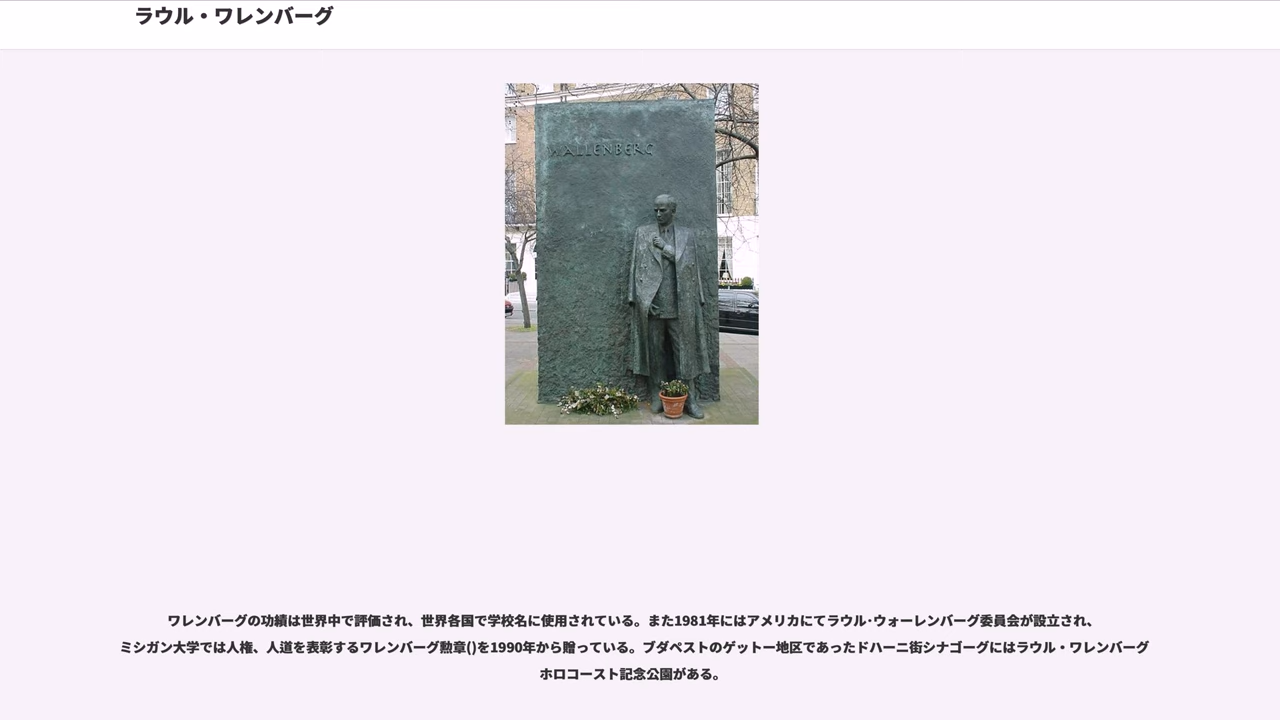 ラウル・ワレンバーグ
WALLENBERG
ワレンバーグの功績は世界中で評価され、世界各国で学校名に使用されている。また1981年にはアメリカにてラウル·ウォーレンバーグ委員会が設立され、
ミシガン大学では人権、人道を表彰するワレンバーグ勲章()を1990年から贈っている。ブダペストのゲットー地区であったドハーニ街シナゴーグにはラウル・ワレンバーグ
ホロコースト記念公園がある。